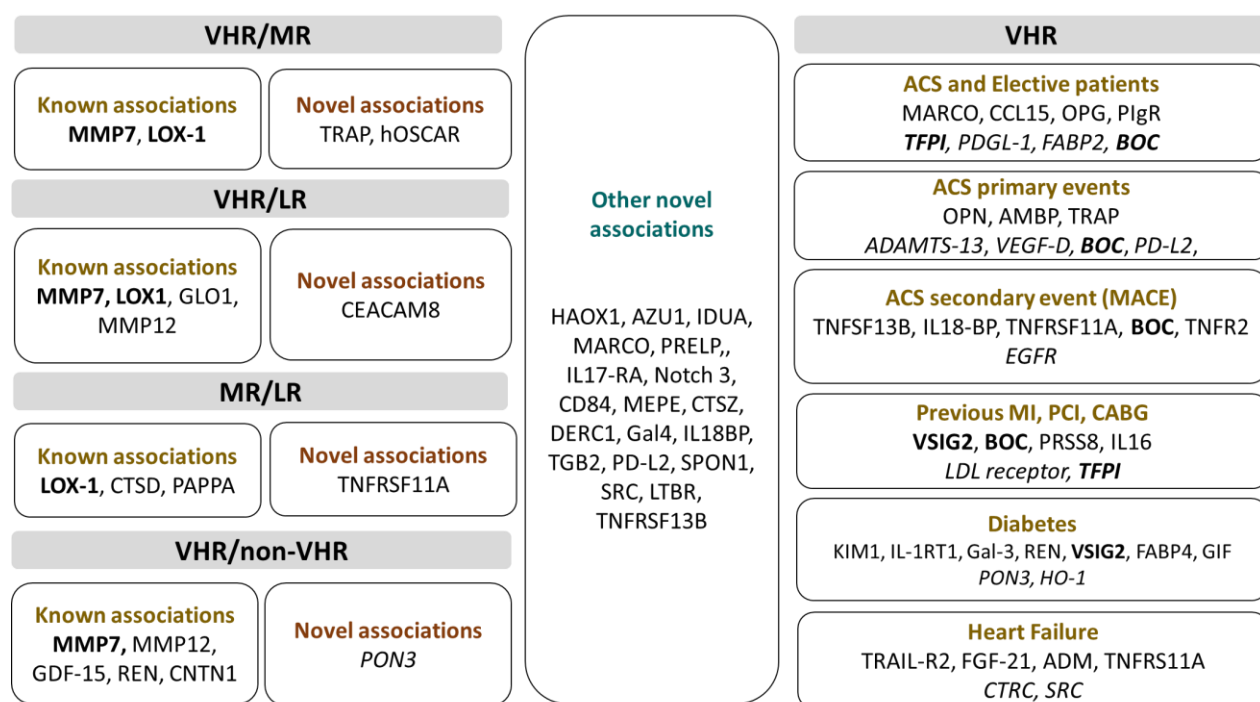 VHR/MR
Known associations
MMP7, LOX-1
Novel associations
TRAP, hOSCAR
VHR/LR
Known associations
MMP7, LOX1, GLO1,
MMP12
Novel associations
CEACAM8
MR/LR
Known associations
LOX-1, CTSD, PAPPA
Novel associations
TNFRSF11A
VHR/non-VHR
Known associations
MMP7, MMP12,
GDF-15, REN, CNTN1
Novel associations
PON3
Other novel
associations
HAOX1, AZU1, IDUA,
MARCO, PRELP,,
IL17-RA, Notch 3,
CD84, MEPE, CTSZ,
DERC1, Gal4, IL18BP,
TGB2, PD-L2, SPON1,
SRC, LTBR,
TNFRSF13B
VHR
ACS and Elective patients
MARCO, CCL15, OPG, PIgR
TFPI, PDGL-1, FABP2, BOC
ACS primary events
OPN, AMBP, TRAP
ADAMTS-13, VEGF-D, BOC, PD-L2,
ACS secondary event (MACE)
TNFSF13B, IL18-BP, TNFRSF11A, BOC, TNFR2
EGFR
Previous MI, PCI, CABG
VSIG2, BOC, PRSS8, IL16
LDL receptor, TFPI
Diabetes
KIM1, IL-1RT1, Gal-3, REN, VSIG2, FABP4, GIF
PON3, HO-1
Heart Failure
TRAIL-R2, FGF-21, ADM, TNFRS11A
CTRC, SRC